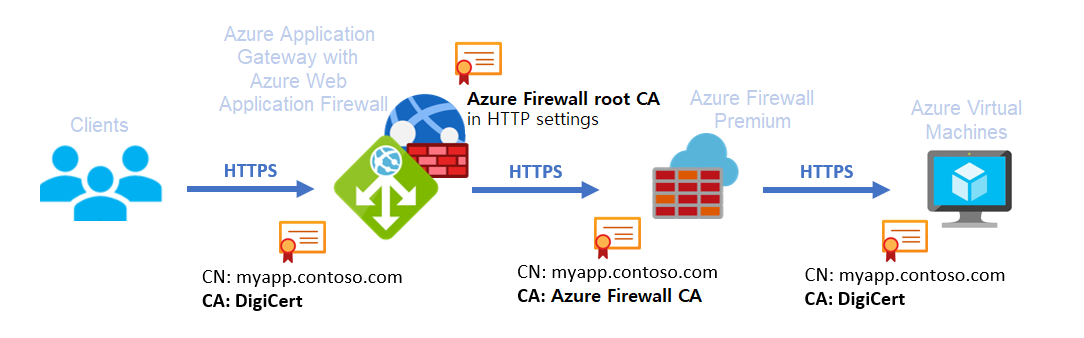 Azure Application
Gateway with
Azure Web
Application Firewall
Azure Firewall root CA
in HTTP settings
Azure Firewall
Premium
Azure Virtual
Machines
Clients
HTTPS
HTTPS
HTTPS
CN: myapp.contoso.com
CA: DigiCert
CN: myapp.contoso.com
CA: Azure Firewall CA
CN: myapp.contoso.com
CA: DigiCert